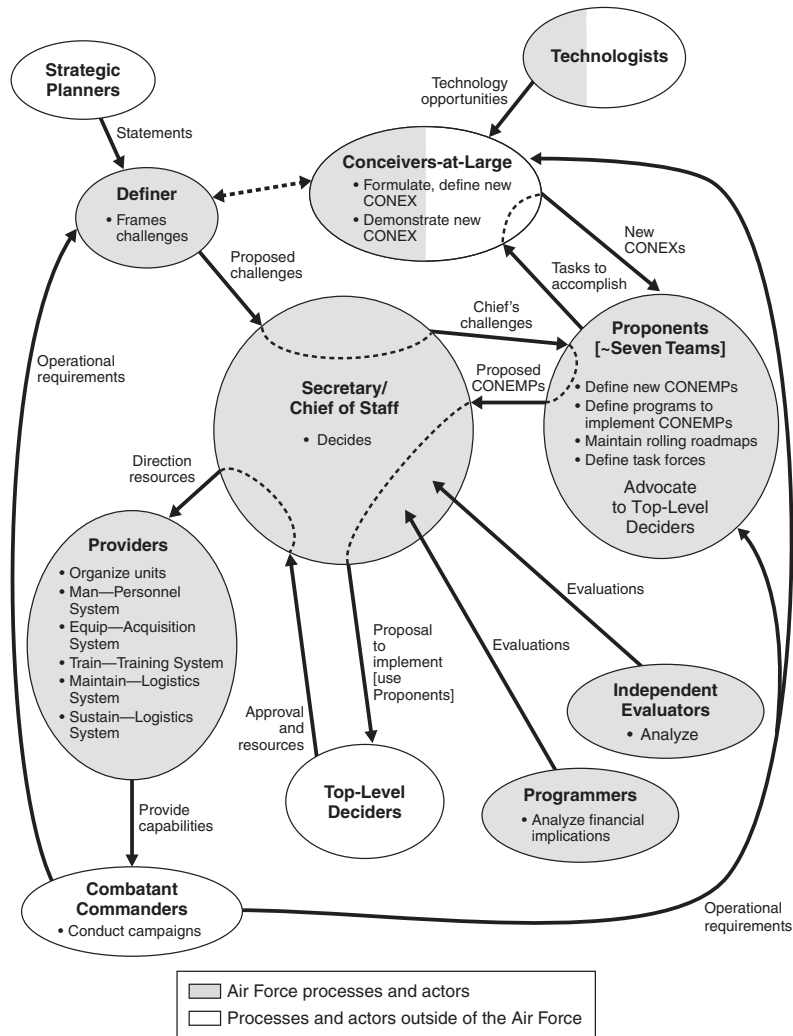 Technologists
Strategic
Planners
Technology
opportunities
Statements
Conceivers-at-Large
• Formulate, define new
CONEX
• Demonstrate new
CONEX
Definer
• Frames
challenges
New
CONEXs
Proposed
challenges
Tasks to
accomplish
Chief's
challenges
Proponents
[~Seven Teams]
• Define new CONEMPs
• Define programs to
implement CONEMPs
• Maintain rolling roadmaps
• Define task forces
Advocate
to Top-Level
Deciders
Operational
requirements
Proposed
CONEMPs
Secretary/
Chief of Staff
• Decides
Direction
resources
Providers
• Organize units
• Man—Personnel
System
• Equip—Acquisition
System
• Train—Training System
• Maintain—Logistics
System
• Sustain—Logistics
System
Evaluations
Proposal
to
implement
[use
Proponents]
Evaluations
Independent
Evaluators
• Analyze
Approval
and
resources
Top-Level
Deciders
Programmers
• Analyze financial
implications
Provide
capabilities
Combatant
Commanders
• Conduct campaigns
Operational
requirements
Air Force processes and actors
Processes and actors outside of the Air Force